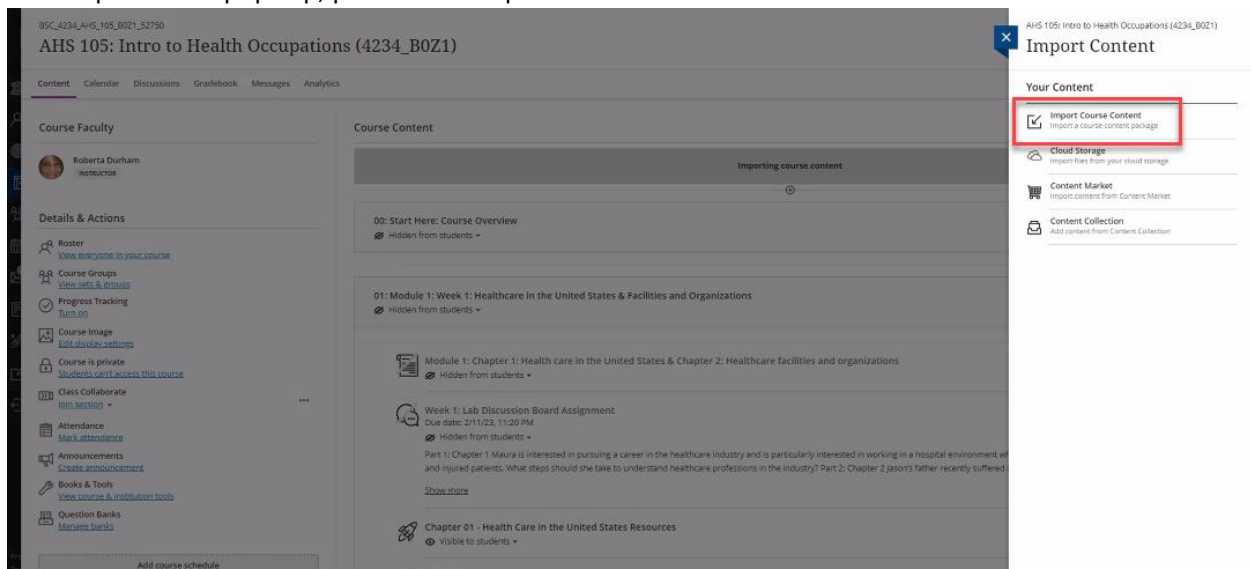 BSC_4234_AHS_105_B0Z1_52750
AHS 105: Intro to Health Occupations (4234_B0Z1)
Content Calendar Discussions Gradebook Messages Analytics
Course Faculty
Roberta Durham
INSTRUCTOR
Details & Actions
Roster
View everyone in your course
Course Groups
View sets & groups
Progress Tracking
Turn on
Course Image
Edit display settings
Course is private
Students can't access this course
Class Collaborate
Join session
Attendance
Mark attendance
Announcements
Create announcement
Books & Tools
View course & institution tools
Question Banks
Manage banks
Add course schedule
Course Content
Importing course content
00: Start Here: Course Overview
Hidden from students
01: Module 1: Week 1: Healthcare in the United States & Facilities and Organizations
Hidden from students
Module 1: Chapter 1: Health care in the United States & Chapter 2: Healthcare facilities and organizations
Hidden from students
Week 1: Lab Discussion Board Assignment
Due date: 2/11/23, 11:20 PM
Hidden from students
Part 1: Chapter 1 Maura is interested in pursuing a career in the healthcare industry and is particularly interested in working in a hospital environment
and injured patients. What steps should she take to understand healthcare professions in the industry? Part 2: Chapter 2 Jason's father recently suffered
Show more
Chapter 01 - Health Care in the United States Resources
Visible to students
AHS 105: Intro to Health Occupations (4234_B0Z1)
Import Content
Your Content
Import Course Content
Import a course content package
Cloud Storage
Import files from your cloud storage
Content Market
Import content from Content Market
Content Collection
Add content from Content Collection